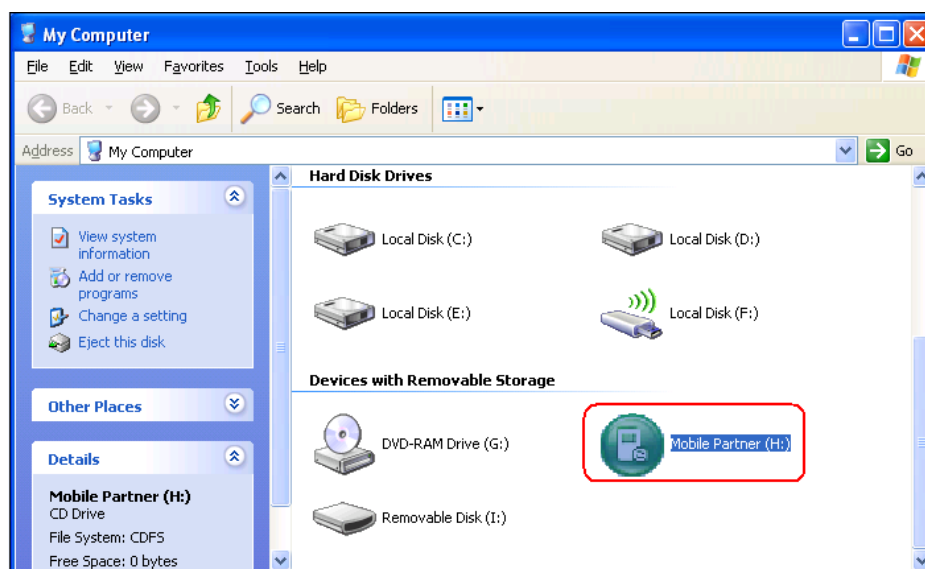 My Computer
File Edit View Favorites Tools Help
Back Search Folders
Address My Computer Go
System Tasks
View system
information
Add or remove
programs
Change a setting
Eject this disk
Other Places
Details
Mobile Partner (H:)
CD Drive
File System: CDFS
Free Space: 0 bytes
Hard Disk Drives
Local Disk (C:) Local Disk (D:)
Local Disk (E:) Local Disk (F:)
Devices with Removable Storage
DVD-RAM Drive (G:) Mobile Partner (H:)
Removable Disk (I:)